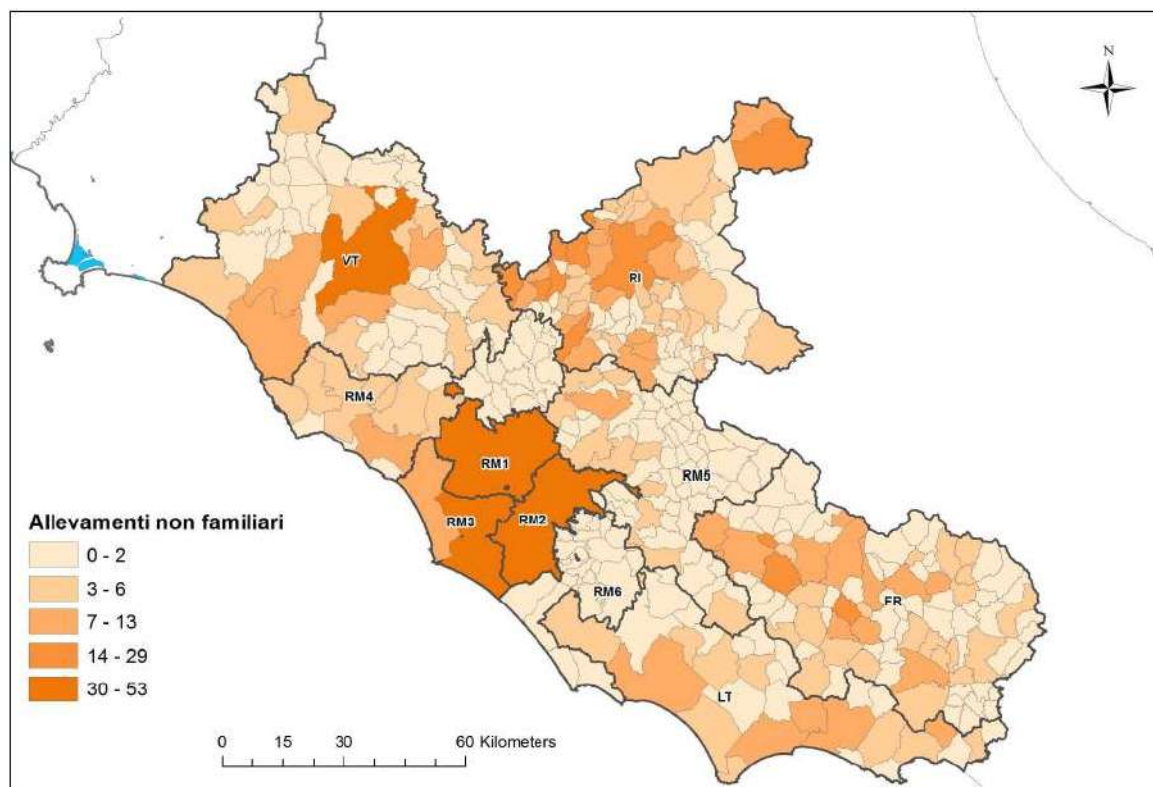 N
VT
RI
RM4
RM1
RM5
RM3
RM2
RM6
FR
LT
Allevamenti non familiari
0 - 2
3 - 6
7 - 13
14 - 29
30 - 53
0 15 30 60 Kilometers